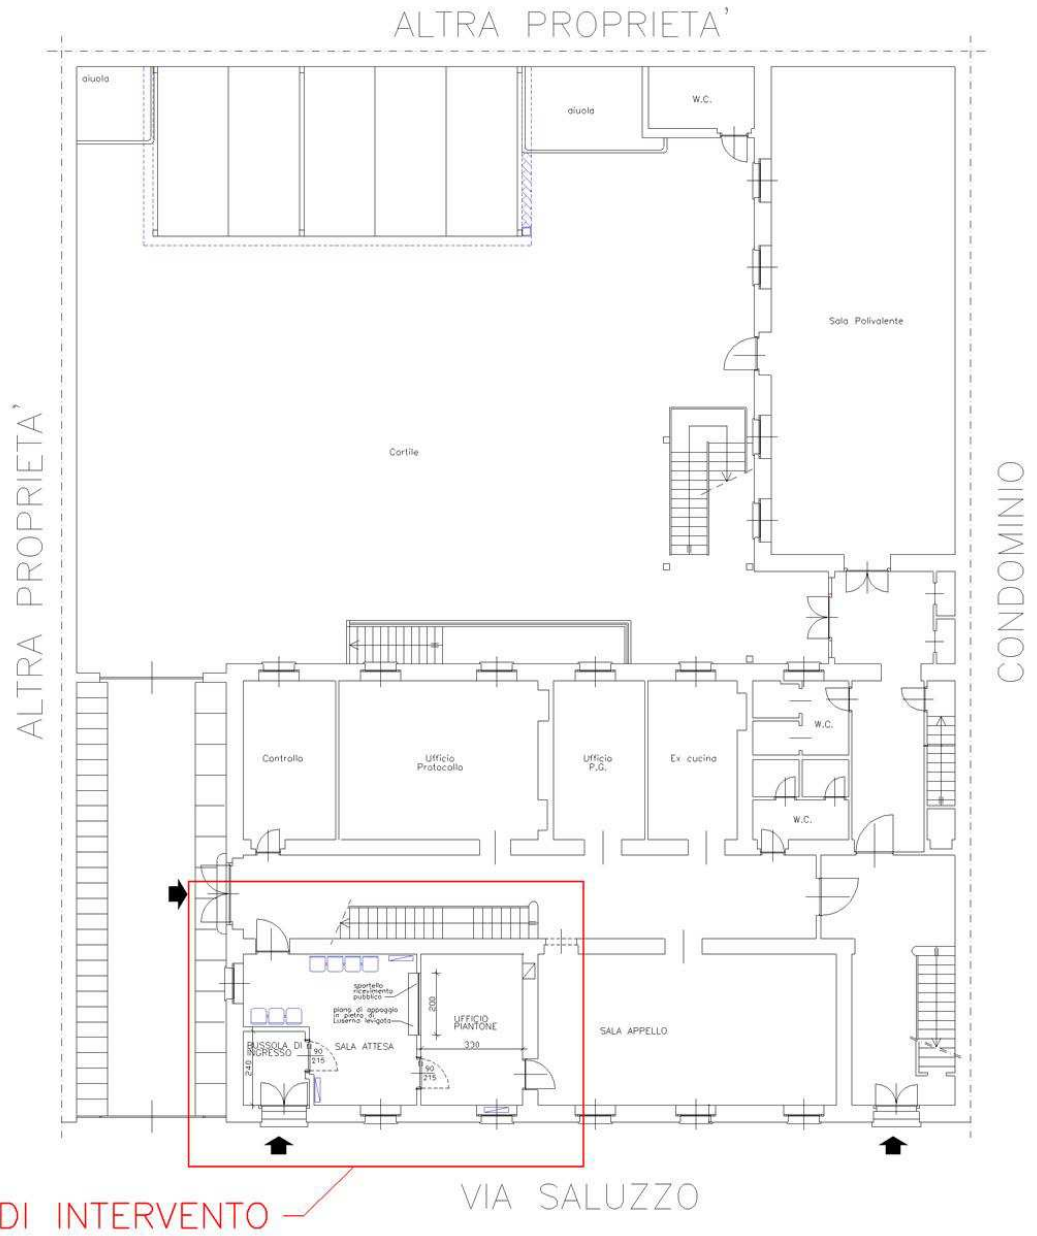 ALTRA PROPRIETA'
aiuola
W.C.
aiuola
Sala Polivalente
Cortile
ALTRA PROPRIETA'
CONDOMINIO
W.C.
Controllo
Ufficio
Protocollo
Ufficio
P.G.
Ex cucina
W.C.
sportello
ricevimento
pubblico
piano di appoggio
in pietra di
Luserna levigata
200
UFFICIO
PIANTONE
SALA APPELLO
BUSSOLA DI
INGRESSO
SALA ATTESA
330
240
90
215
90
215
VIA SALUZZO
DI INTERVENTO